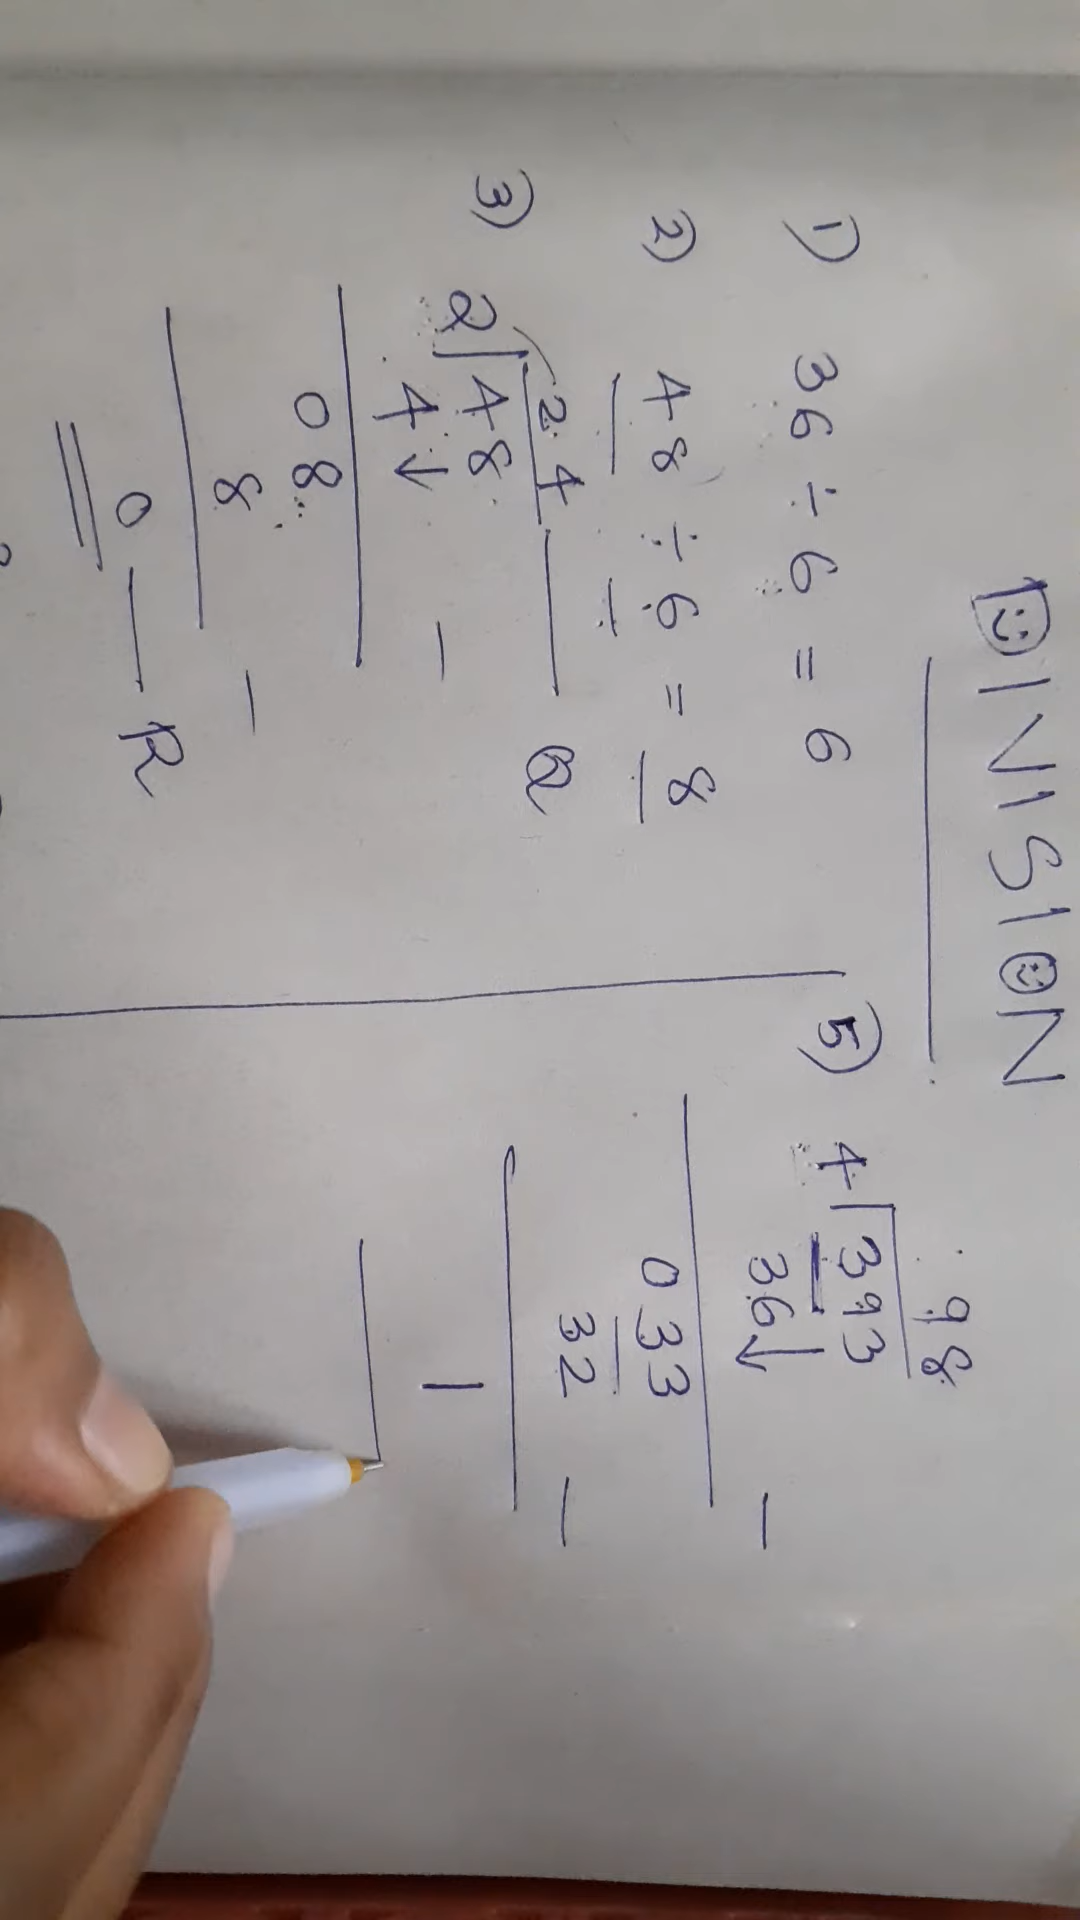 DIVISION
1) 36 ÷ 6 = 6
2) 48 ÷ 6 = 8
3)
24 — Q
2 48
4↓ –
08
8 –
0 — R
5)
98
4 393
36↓ –
033
32 –
1